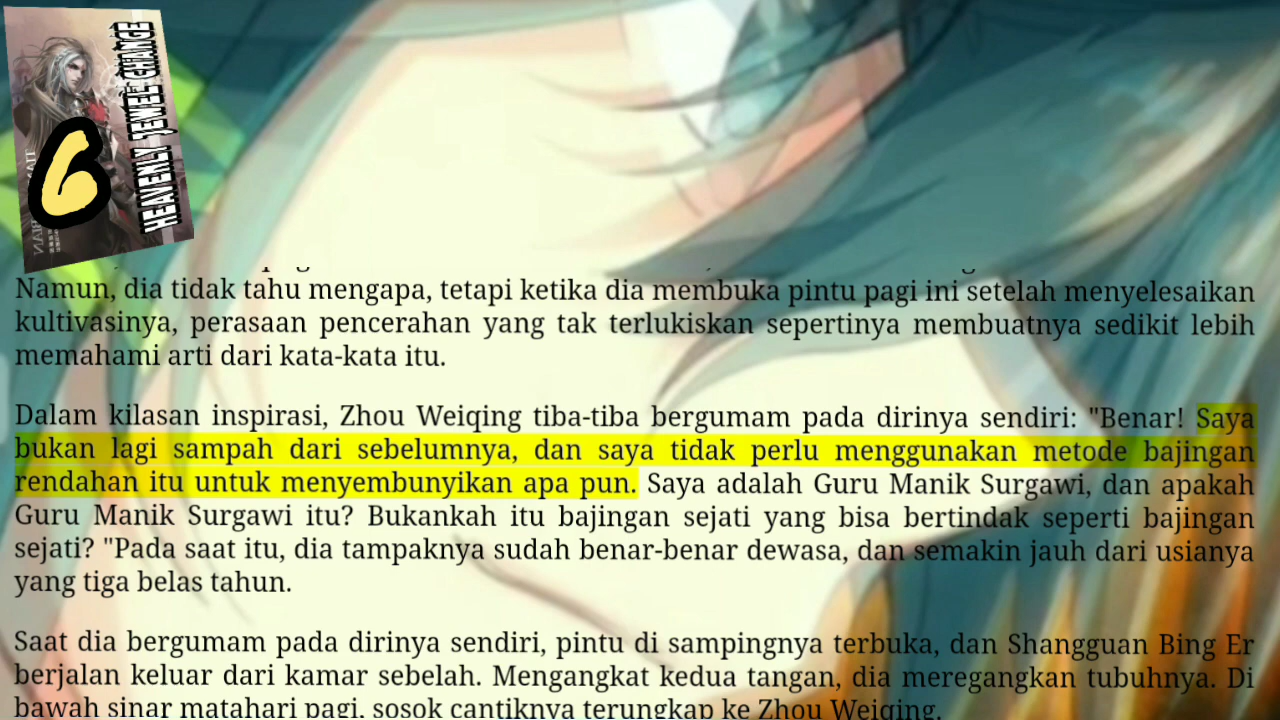 HEAVENLY JEWEL CHANGE
6
Namun, dia tidak tahu mengapa, tetapi ketika dia membuka pintu pagi ini setelah menyelesaikan
kultivasinya, perasaan pencerahan yang tak terlukiskan sepertinya membuatnya sedikit lebih
memahami arti dari kata-kata itu.
Dalam kilasan inspirasi, Zhou Weiqing tiba-tiba bergumam pada dirinya sendiri: "Benar! Saya
bukan lagi sampah dari sebelumnya, dan saya tidak perlu menggunakan metode bajingan
rendahan itu untuk menyembunyikan apa pun. Saya adalah Guru Manik Surgawi, dan apakah
Guru Manik Surgawi itu? Bukankah itu bajingan sejati yang bisa bertindak seperti bajingan
sejati? "Pada saat itu, dia tampaknya sudah benar-benar dewasa, dan semakin jauh dari usianya
yang tiga belas tahun.
Saat dia bergumam pada dirinya sendiri, pintu di sampingnya terbuka, dan Shangguan Bing Er
berjalan keluar dari kamar sebelah. Mengangkat kedua tangan, dia meregangkan tubuhnya. Di
bawah sinar matahari pagi, sosok cantiknya terungkap ke Zhou Weiqing.